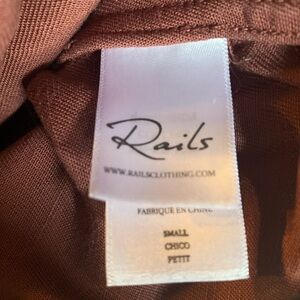 Rails
WWW.RAILSCLOTHING.COM
FABRIQUE EN CHINE
SMALL
CHICO
PETIT